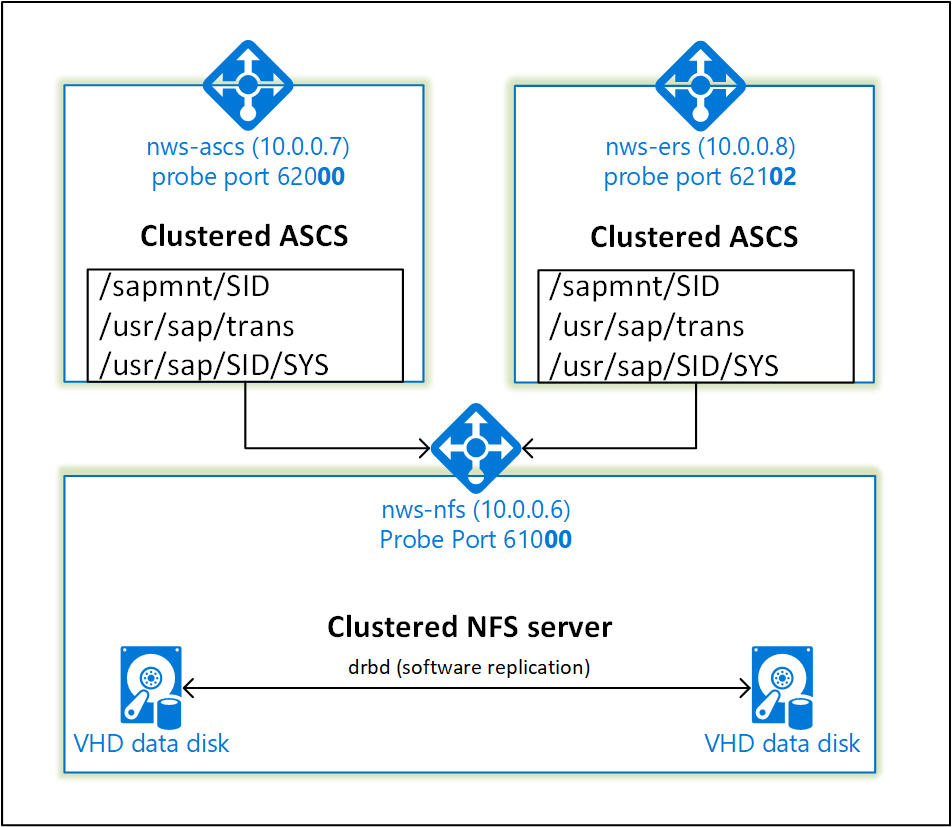 nws-ascs (10.0.0.7)
probe port 62000
Clustered ASCS
/sapmnt/SID
/usr/sap/trans
/usr/sap/SID/SYS
nws-ers (10.0.0.8)
probe port 62102
Clustered ASCS
/sapmnt/SID
/usr/sap/trans
/usr/sap/SID/SYS
nws-nfs (10.0.0.6)
Probe Port 61000
Clustered NFS server
drbd (software replication)
VHD data disk
VHD data disk